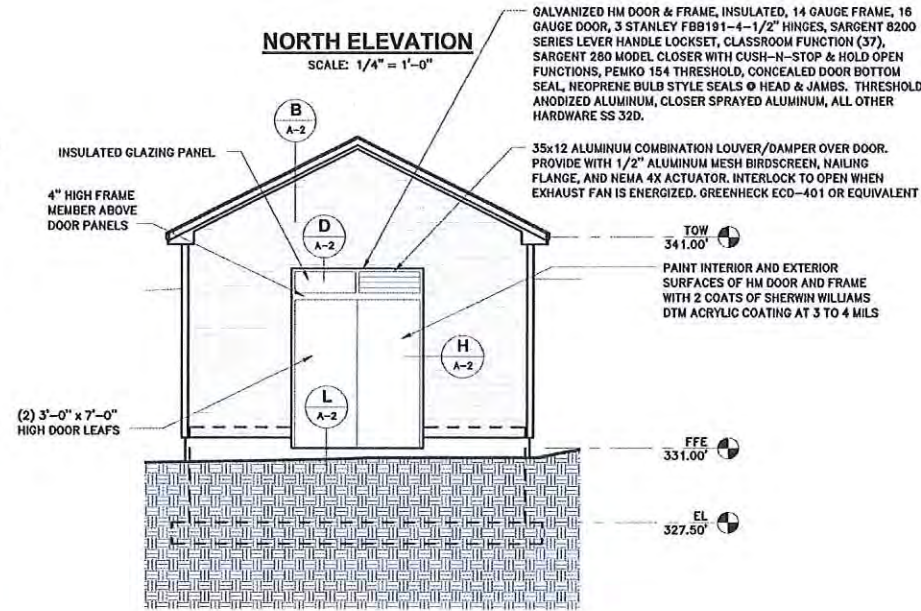 NORTH ELEVATION
SCALE: 1/4" = 1'-0"
GALVANIZED HM DOOR & FRAME, INSULATED, 14 GAUGE FRAME, 16
GAUGE DOOR, 3 STANLEY FBB191-4-1/2" HINGES, SARGENT 8200
SERIES LEVER HANDLE LOCKSET, CLASSROOM FUNCTION (37),
SARGENT 280 MODEL CLOSER WITH CUSH-N-STOP & HOLD OPEN
FUNCTIONS, PEMKO 154 THRESHOLD, CONCEALED DOOR BOTTOM
SEAL, NEOPRENE BULB STYLE SEALS @ HEAD & JAMBS. THRESHOLD
ANODIZED ALUMINUM, CLOSER SPRAYED ALUMINUM, ALL OTHER
HARDWARE SS 32D.
B
A-2
INSULATED GLAZING PANEL
35x12 ALUMINUM COMBINATION LOUVER/DAMPER OVER DOOR.
PROVIDE WITH 1/2" ALUMINUM MESH BIRDSCREEN, NAILING
FLANGE, AND NEMA 4X ACTUATOR. INTERLOCK TO OPEN WHEN
EXHAUST FAN IS ENERGIZED. GREENHECK ECD-401 OR EQUIVALENT
4" HIGH FRAME
MEMBER ABOVE
DOOR PANELS
D
A-2
TOW
341.00'
PAINT INTERIOR AND EXTERIOR
SURFACES OF HM DOOR AND FRAME
WITH 2 COATS OF SHERWIN WILLIAMS
DTM ACRYLIC COATING AT 3 TO 4 MILS
H
A-2
L
A-2
(2) 3'-0" x 7'-0"
HIGH DOOR LEAFS
FFE
331.00'
EL
327.50'